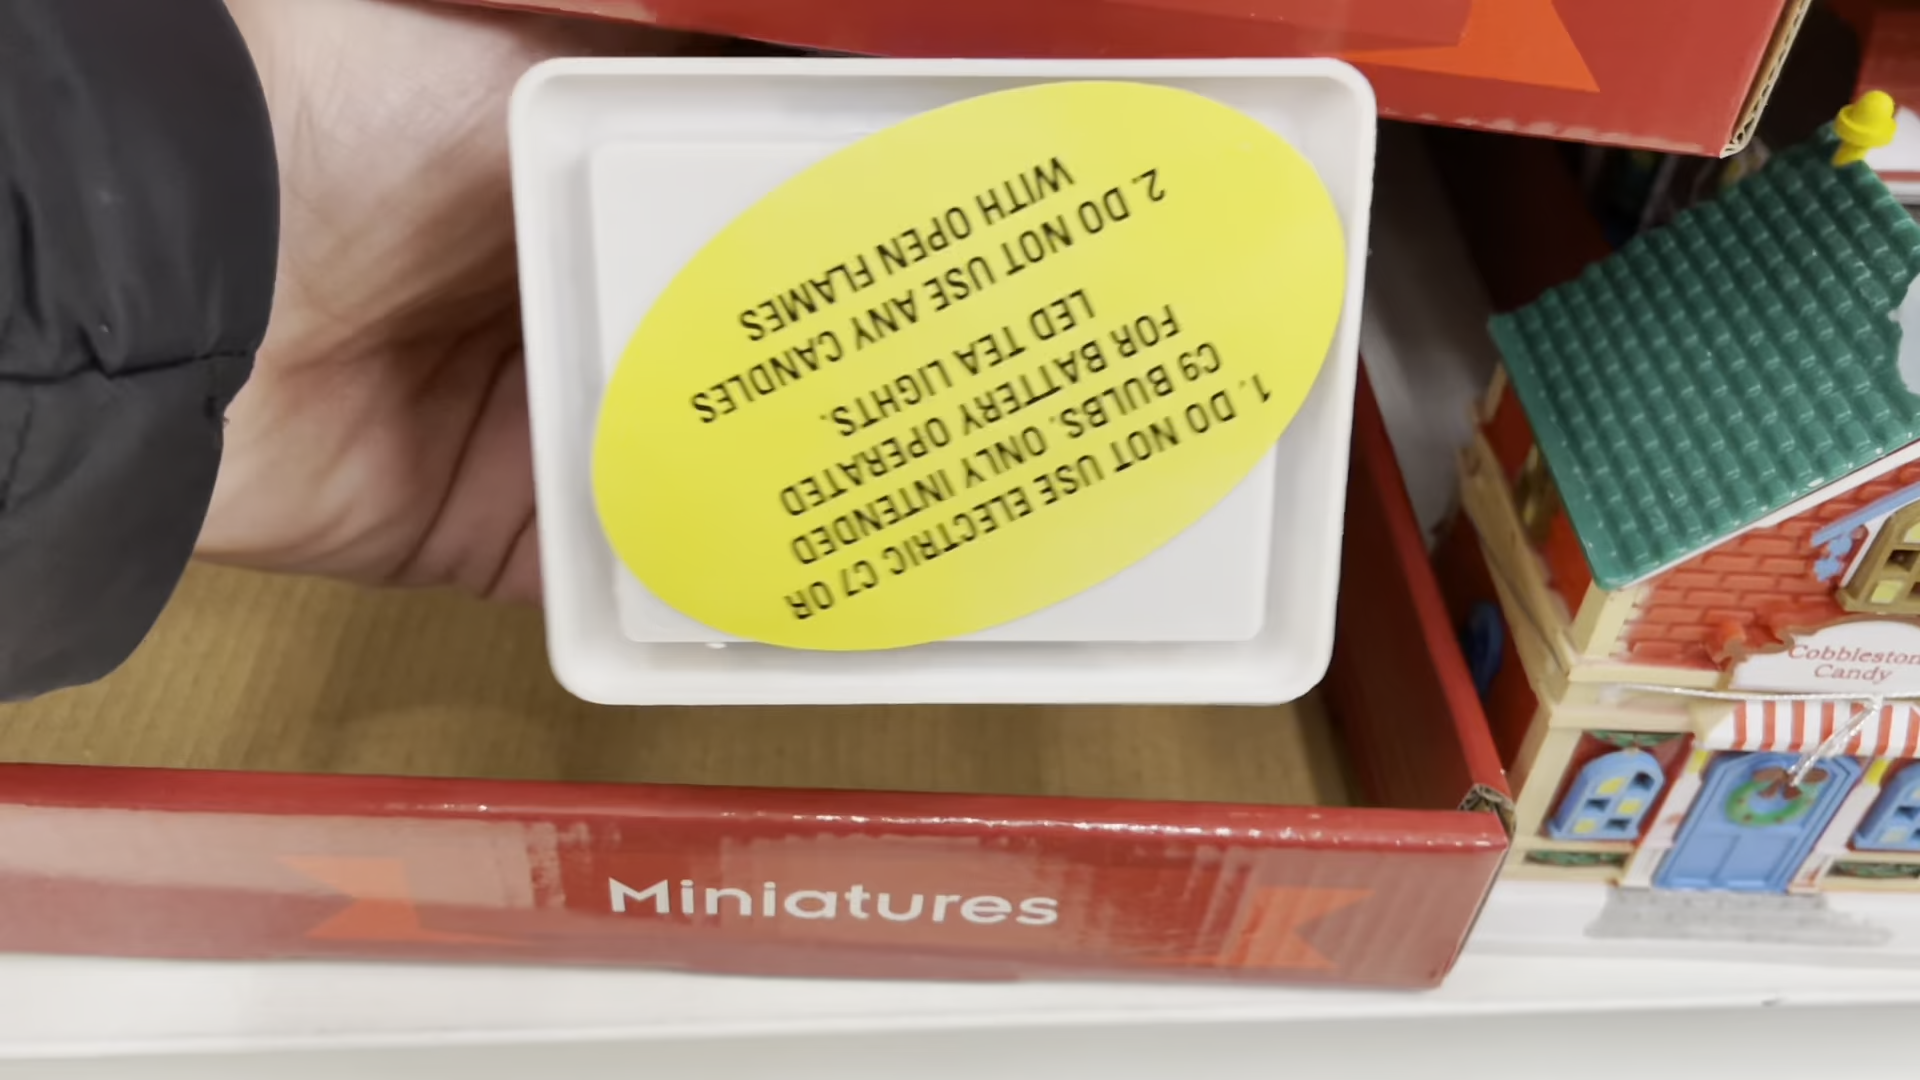 1. DO NOT USE ELECTRIC C7 OR
C9 BULBS. ONLY INTENDED
FOR BATTERY OPERATED
LED TEA LIGHTS.
2. DO NOT USE ANY CANDLES
WITH OPEN FLAMES
Cobbleston
Candy
Miniatures